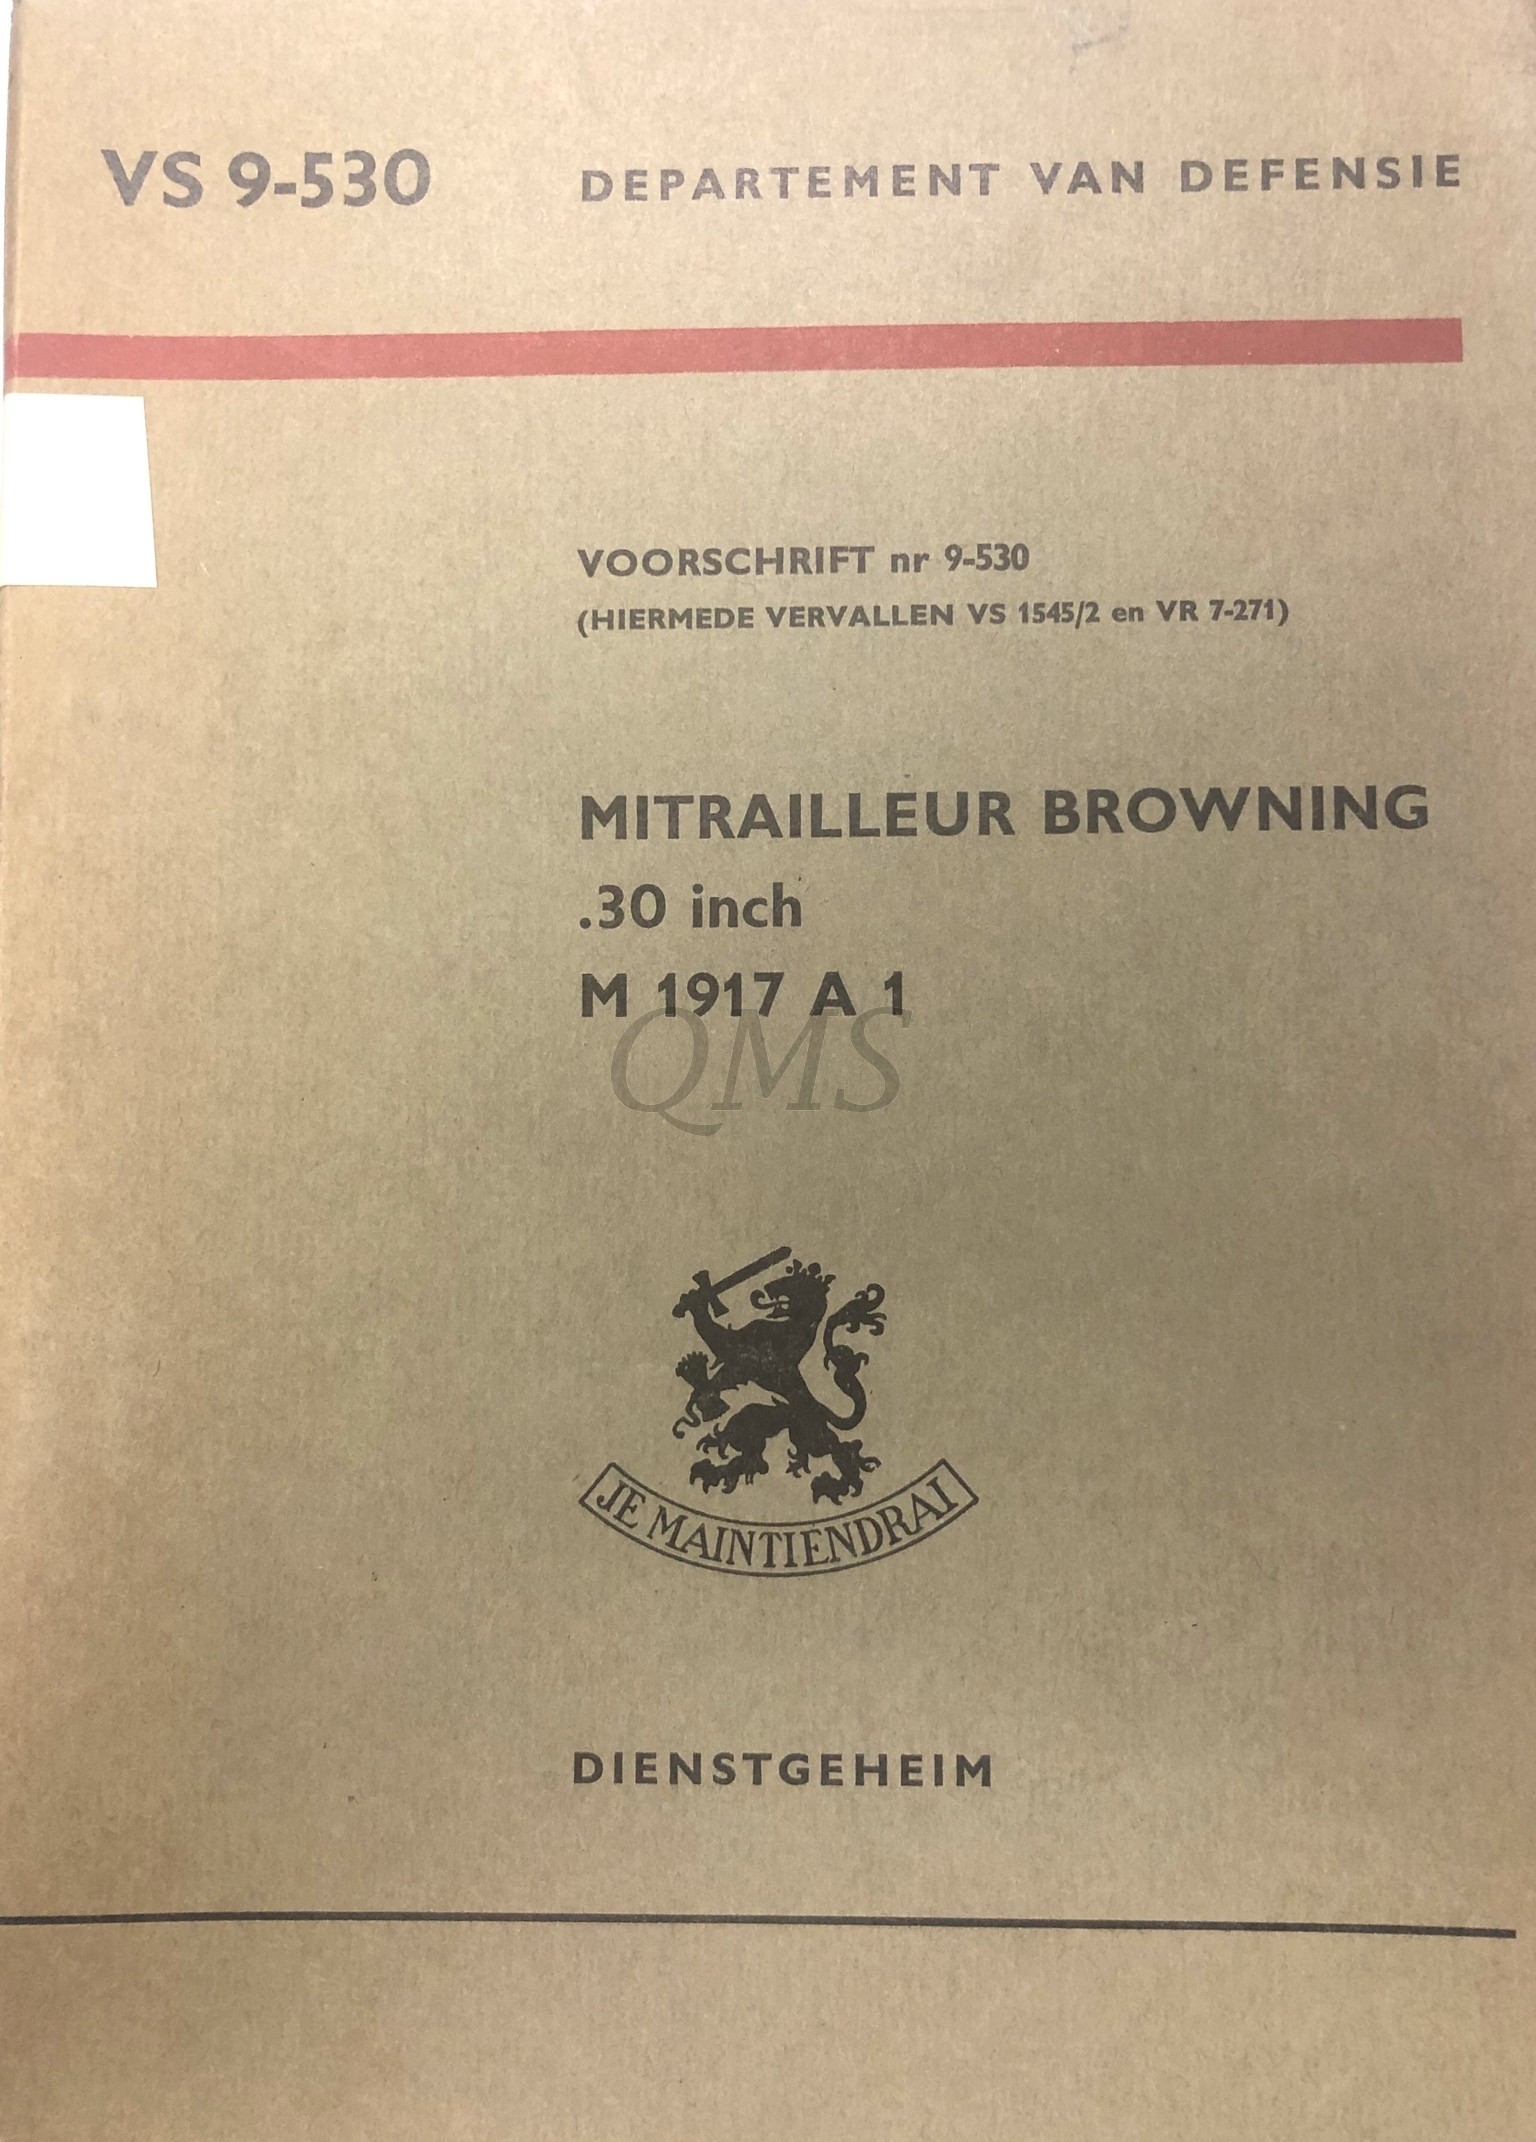 VS 9-530 DEPARTEMENT VAN DEFENSIE
VOORSCHRIFT nr 9-530
(HIERMEDE VERVALLEN VS 1545/2 en VR 7-271)
MITRAILLEUR BROWNING
.30 inch
M 1917 A 1
QMS
JE MAINTIENDRAI
DIENSTGEHEIM